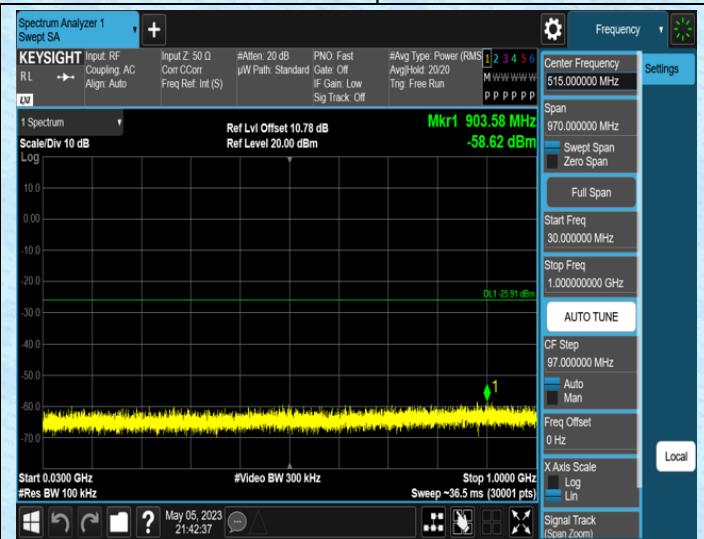 Spectrum Analyzer 1
Swept SA
+
Frequency
KEYSIGHT
RL
LXI
Input: RF
Coupling: AC
Align: Auto
Input Z: 50 Ω
Corr CCorr
Freq Ref: Int (S)
#Atten: 20 dB
µW Path: Standard
PNO: Fast
Gate: Off
IF Gain: Low
Sig Track: Off
#Avg Type: Power (RMS
Avg|Hold: 20/20
Trig: Free Run
1 2 3 4 5 6
M W W W W W
P P P P P P
1 Spectrum
Scale/Div 10 dB
Log
Ref Lvl Offset 10.78 dB
Ref Level 20.00 dBm
Mkr1 903.58 MHz
-58.62 dBm
10.0
0.00
-10.0
-20.0
DL1 -25.91 dBm
-30.0
-40.0
-50.0
1
-60.0
-70.0
Start 0.0300 GHz
#Res BW 100 kHz
#Video BW 300 kHz
Stop 1.0000 GHz
Sweep ~36.5 ms (30001 pts)
?
May 05, 2023
21:42:37
Center Frequency
515.000000 MHz
Span
970.000000 MHz
Swept Span
Zero Span
Full Span
Start Freq
30.000000 MHz
Stop Freq
1.000000000 GHz
AUTO TUNE
CF Step
97.000000 MHz
Auto
Man
Freq Offset
0 Hz
X Axis Scale
Log
Lin
Signal Track
(Span Zoom)
Settings
Local